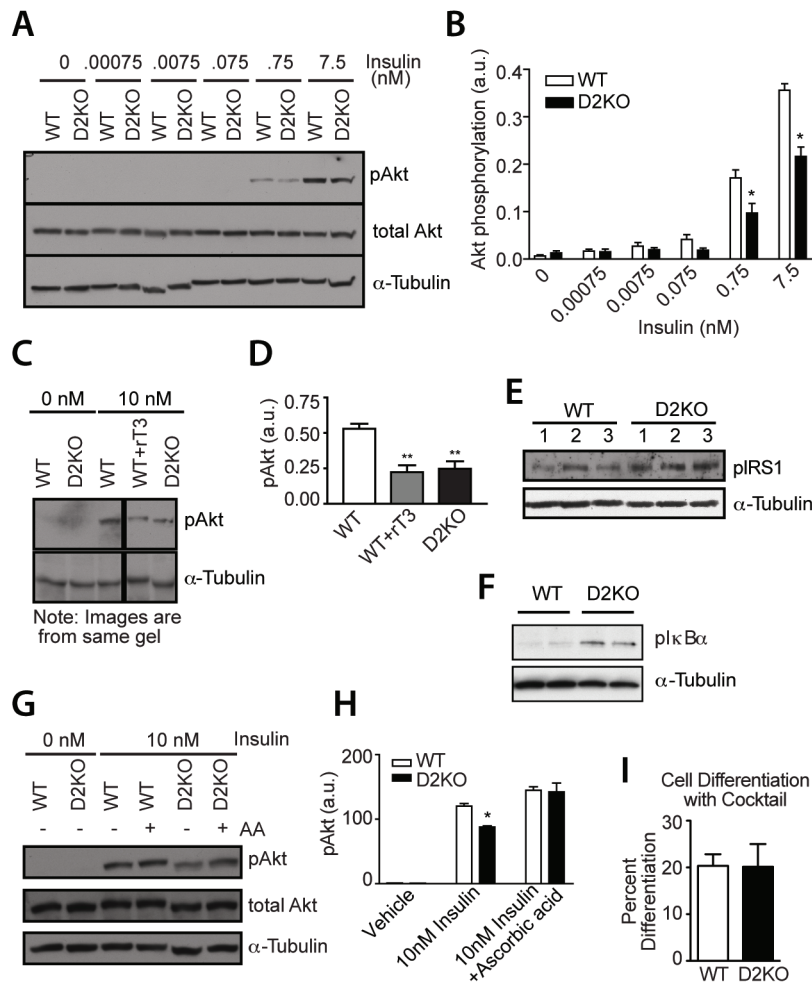 A
0 .00075 .0075 .075 .75 7.5 Insulin
(nM)
WT D2KO WT D2KO WT D2KO WT D2KO WT D2KO WT D2KO
pAkt
total Akt
α-Tubulin
B
Akt phosphorylation (a.u.)
0.4
0.3
0.2
0.1
0.0
WT
D2KO
*
*
0 0.00075 0.0075 0.075 0.75 7.5
Insulin (nM)
C
0 nM 10 nM
WT D2KO WT WT+rT3 D2KO
pAkt
α-Tubulin
Note: Images are
from same gel
D
pAkt (a.u.)
0.75
0.50
0.25
0.00
** **
WT WT+rT3 D2KO
E
WT D2KO
1 2 3 1 2 3
pIRS1
α-Tubulin
F
WT D2KO
pIκBα
α-Tubulin
G
0 nM 10 nM Insulin
WT D2KO WT WT D2KO D2KO
- - - + - + AA
pAkt
total Akt
α-Tubulin
H
pAkt (a.u.)
200
100
0
WT
D2KO
*
Vehicle
10nM Insulin
10nM Insulin
+Ascorbic acid
I
Cell Differentiation
with Cocktail
Percent
Differentiation
30
20
10
0
WT D2KO